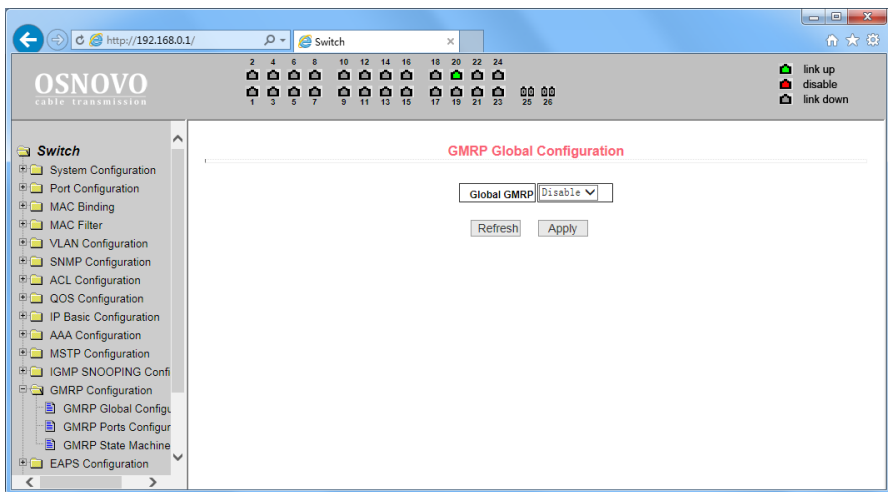 http://192.168.0.1/
Switch
2 4 6 8 10 12 14 16 18 20 22 24
1 3 5 7 9 11 13 15 17 19 21 23 25 26
link up
disable
link down
OSNOVO
cable transmission
Switch
System Configuration
Port Configuration
MAC Binding
MAC Filter
VLAN Configuration
SNMP Configuration
ACL Configuration
QOS Configuration
IP Basic Configuration
AAA Configuration
MSTP Configuration
IGMP SNOOPING Confi
GMRP Configuration
GMRP Global Configu
GMRP Ports Configur
GMRP State Machine
EAPS Configuration
GMRP Global Configuration
Global GMRP Disable
Refresh Apply